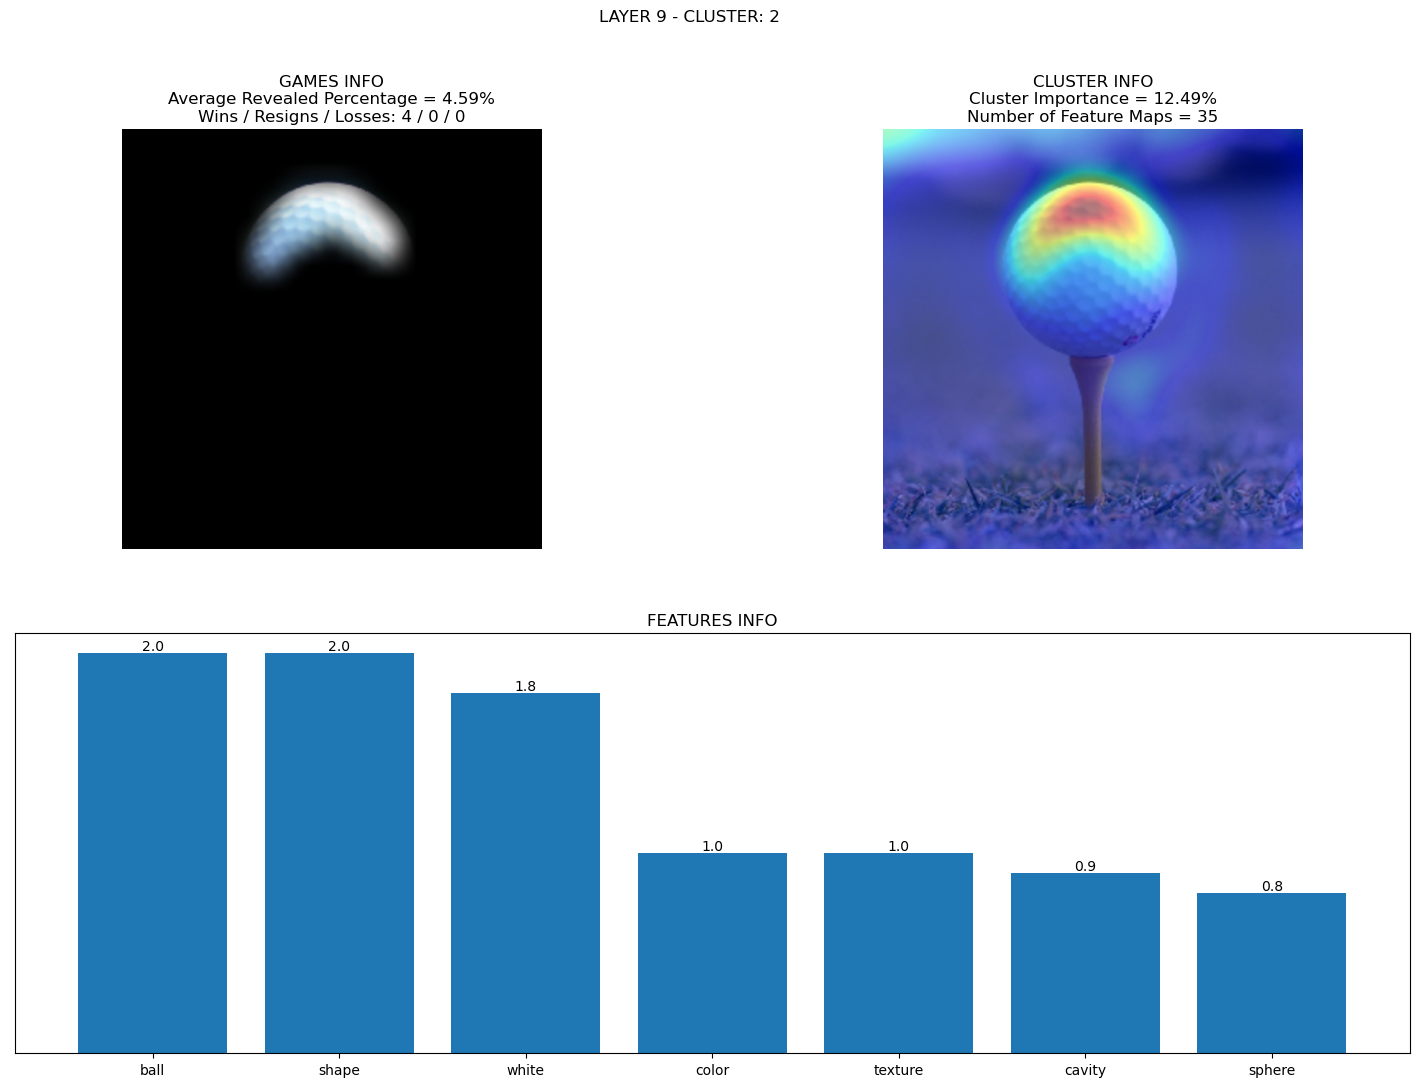 LAYER 9 - CLUSTER: 2
GAMES INFO
Average Revealed Percentage = 4.59%
Wins / Resigns / Losses: 4 / 0 / 0
CLUSTER INFO
Cluster Importance = 12.49%
Number of Feature Maps = 35
FEATURES INFO
2.0
2.0
1.8
1.0
1.0
0.9
0.8
ball
shape
white
color
texture
cavity
sphere